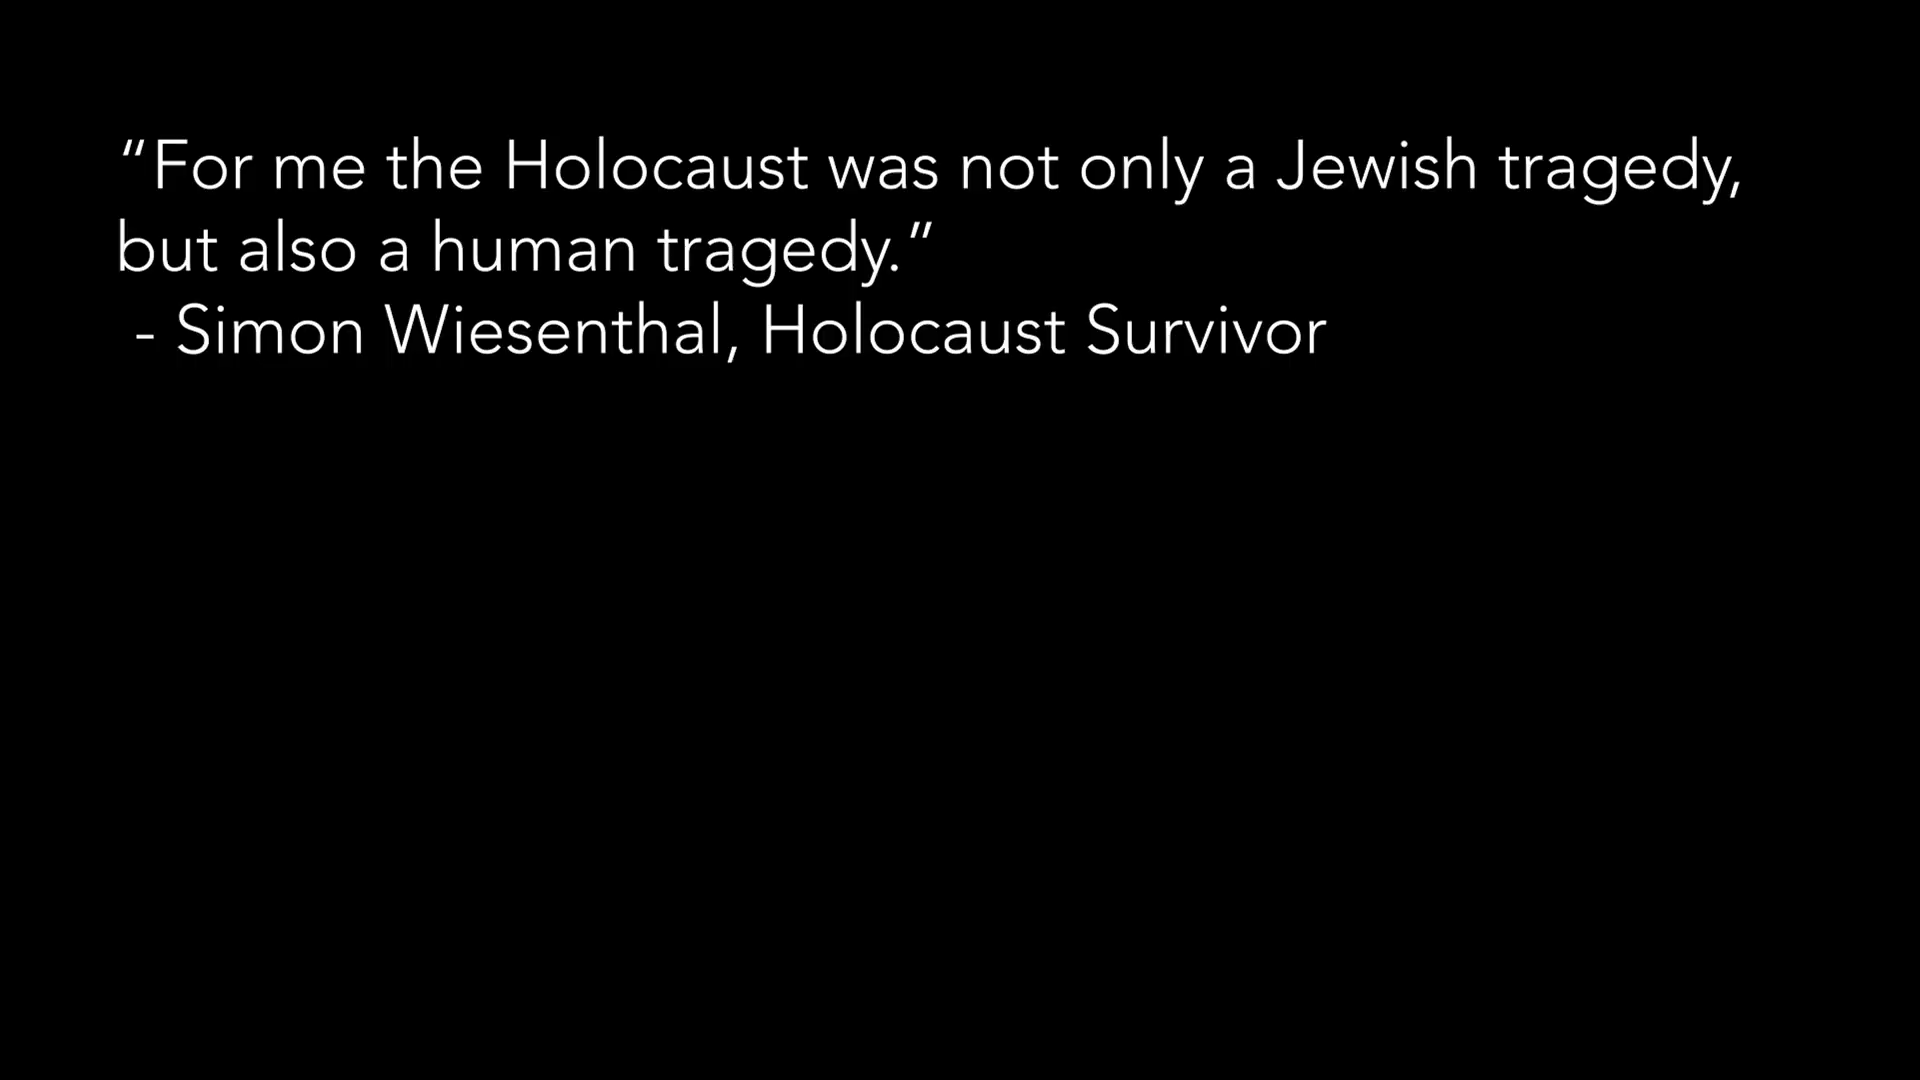 “For me the Holocaust was not only a Jewish tragedy,
but also a human tragedy.”
- Simon Wiesenthal, Holocaust Survivor